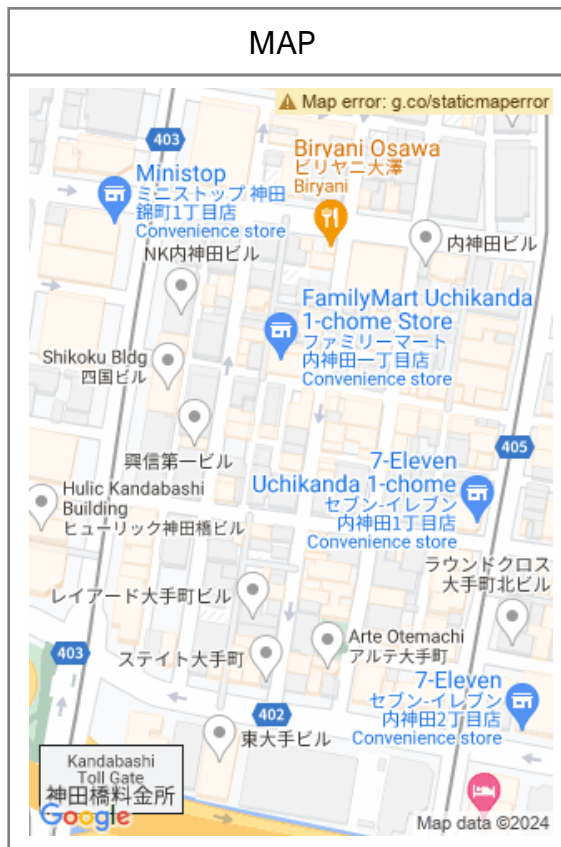 MAP
Map error: g.co/staticmaperror
403
Biryani Osawa
ビリヤニ大澤
Biryani
Ministop
ミニストップ 神田
錦町1丁目店
Convenience store
内神田ビル
NK内神田ビル
FamilyMart Uchikanda
1-chome Store
ファミリーマート
内神田一丁目店
Convenience store
Shikoku Bldg
四国ビル
405
興信第一ビル
7-Eleven
Uchikanda 1-chome
セブン-イレブン
内神田1丁目店
Convenience store
Hulic Kandabashi
Building
ヒューリック神田橋ビル
ラウンドクロス
大手町北ビル
レイアード大手町ビル
Arte Otemachi
アルテ大手町
403
ステイト大手町
7-Eleven
セブン-イレブン
内神田2丁目店
Convenience store
402
東大手ビル
Kandabashi
Toll Gate
神田橋料金所
Google
Map data ©2024